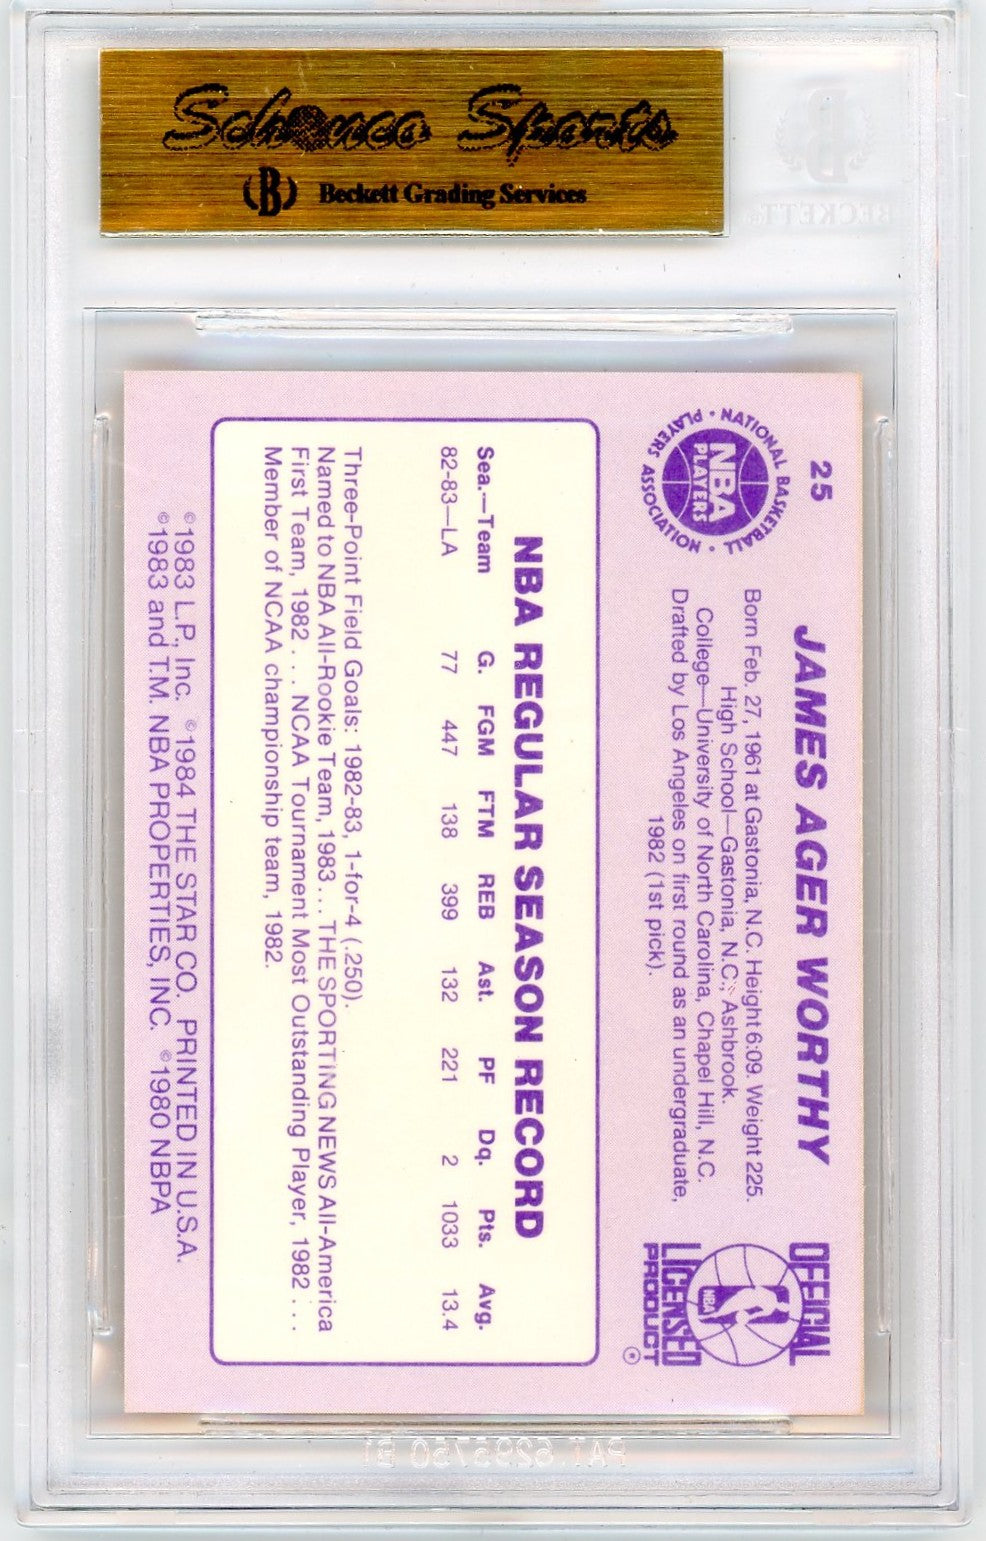 Beckett Grading Services
BECKETT
25
JAMES AGER WORTHY
NATIONAL BASKETBALL PLAYERS ASSOCIATION
NBA
PLAYERS
Born Feb. 27, 1961 at Gastonia, N.C. Height 6:09. Weight 225.
High School—Gastonia, N.C., Ashbrook.
College—University of North Carolina, Chapel Hill, N.C.
Drafted by Los Angeles on first round as an undergraduate,
1982 (1st pick).
OFFICIAL
NBA
LICENSED
PRODUCT
NBA REGULAR SEASON RECORD
Sea.—Team G. FGM FTM REB Ast. PF Dq. Pts. Avg.
82-83—LA 77 447 138 399 132 221 2 1033 13.4
Three-Point Field Goals: 1982-83, 1-for-4 (.250).
Named to NBA All-Rookie Team, 1983 . . . THE SPORTING NEWS All-America
First Team, 1982 . . . NCAA Tournament Most Outstanding Player, 1982 . . .
Member of NCAA championship team, 1982.
©1983 L.P., Inc. ©1984 THE STAR CO. PRINTED IN U.S.A.
©1983 and T.M. NBA PROPERTIES, INC. ©1980 NBPA